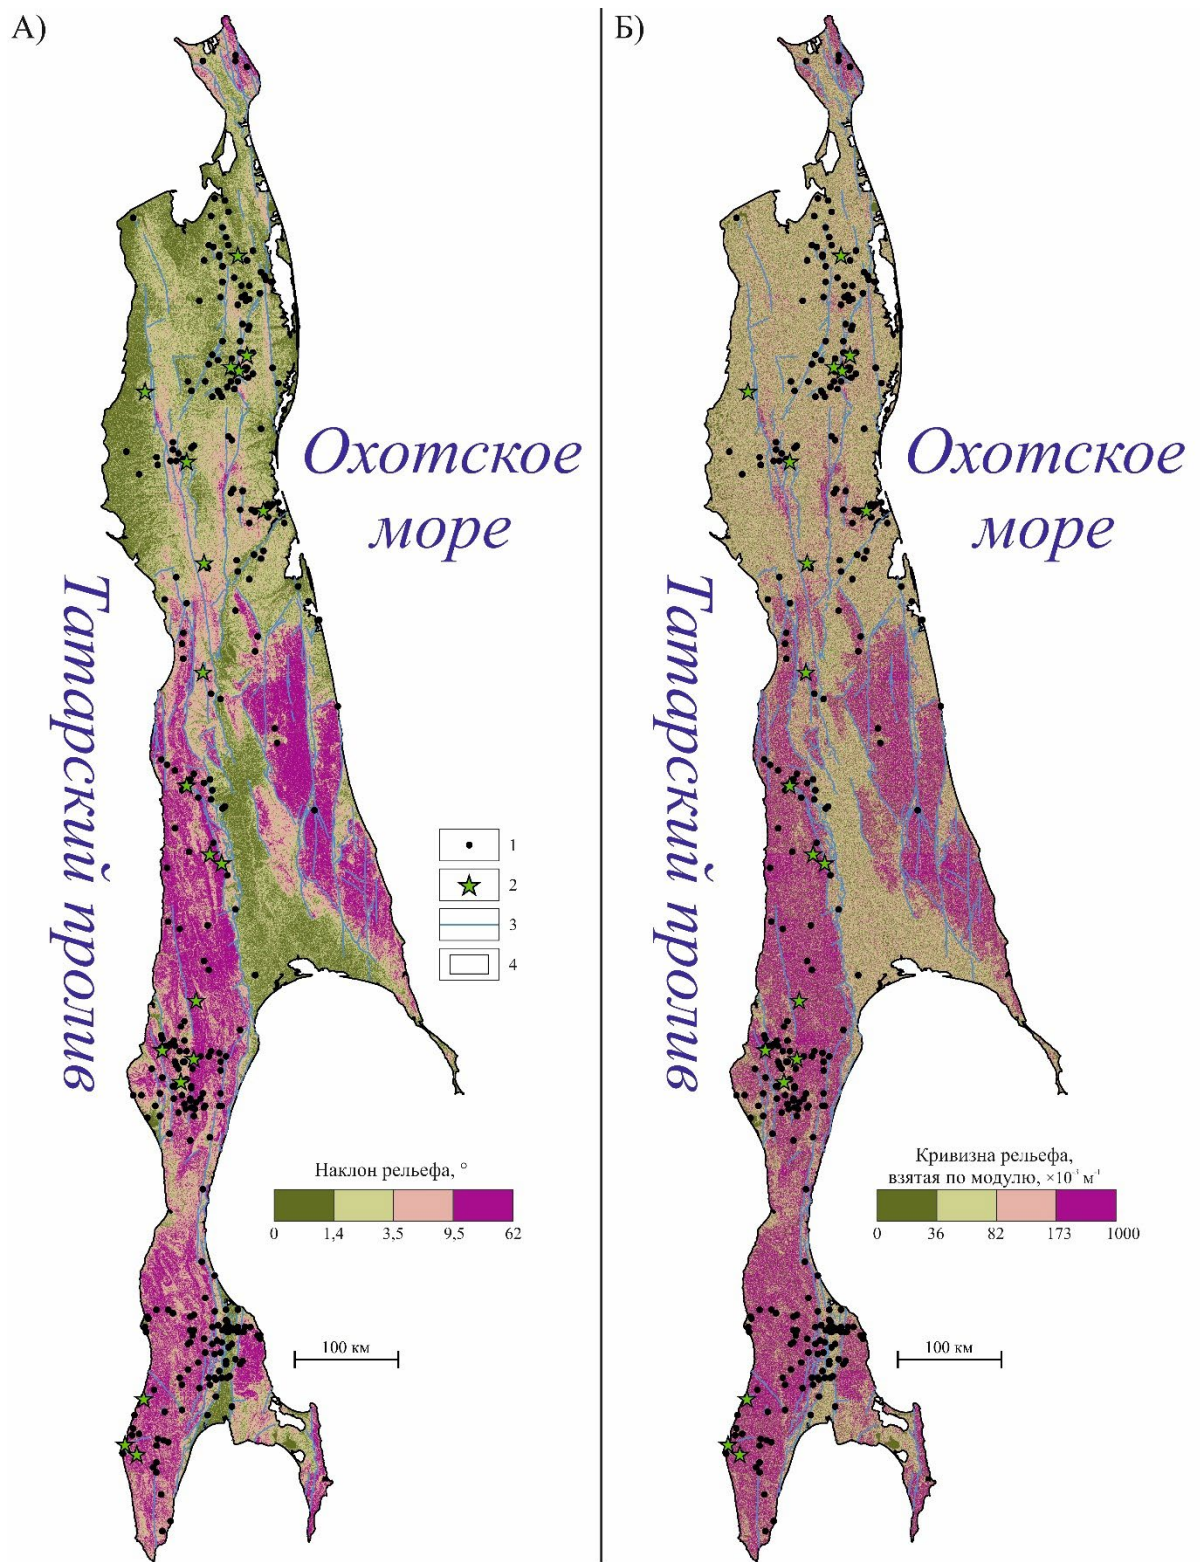 А)
Охотское
море
Татарский пролив
1
2
3
4
Наклон рельефа, °
0 1,4 3,5 9,5 62
100 км
Б)
Охотское
море
Татарский пролив
Кривизна рельефа,
взятая по модулю, ×10⁻³ м⁻¹
0 36 82 173 1000
100 км